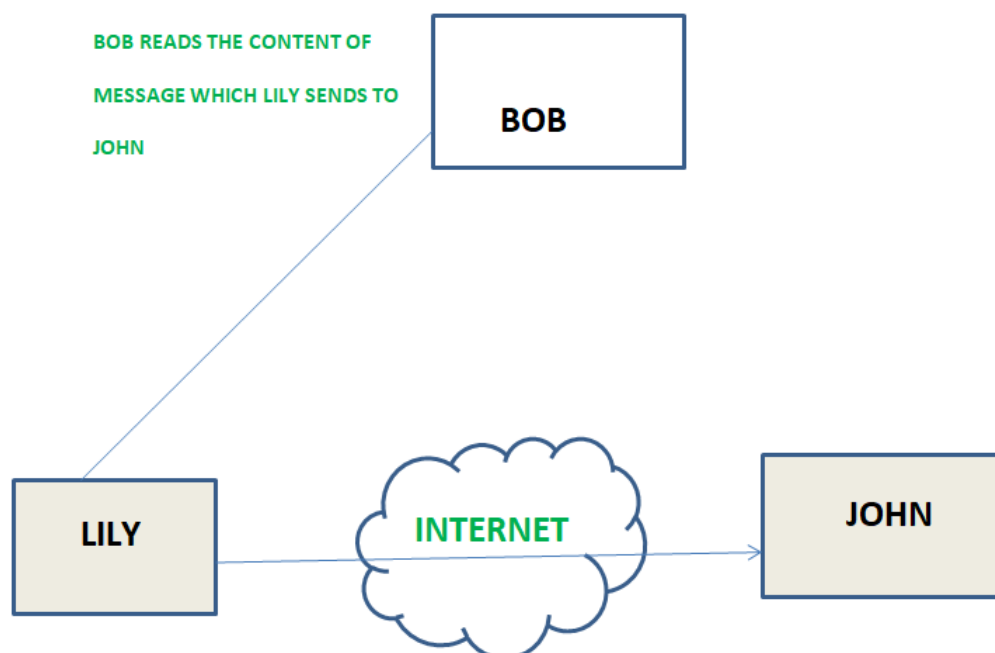 BOB READS THE CONTENT OF
MESSAGE WHICH LILY SENDS TO
JOHN
BOB
LILY
INTERNET
JOHN